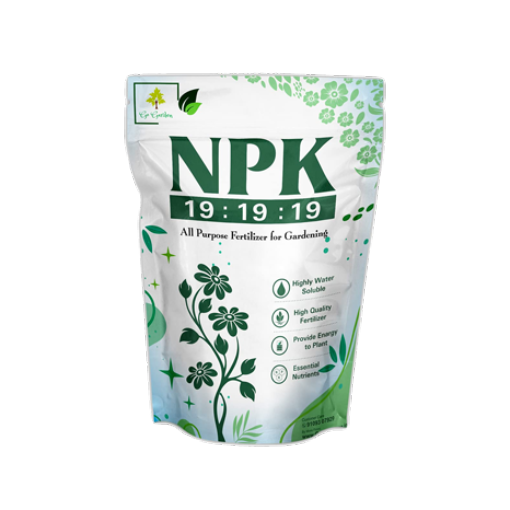 NPK
19 : 19 : 19
All Purpose Fertilizer for Gardening
Highly Water
Soluble
High Quality
Fertilizer
Provide Energy
to Plant
Essential
Nutrients